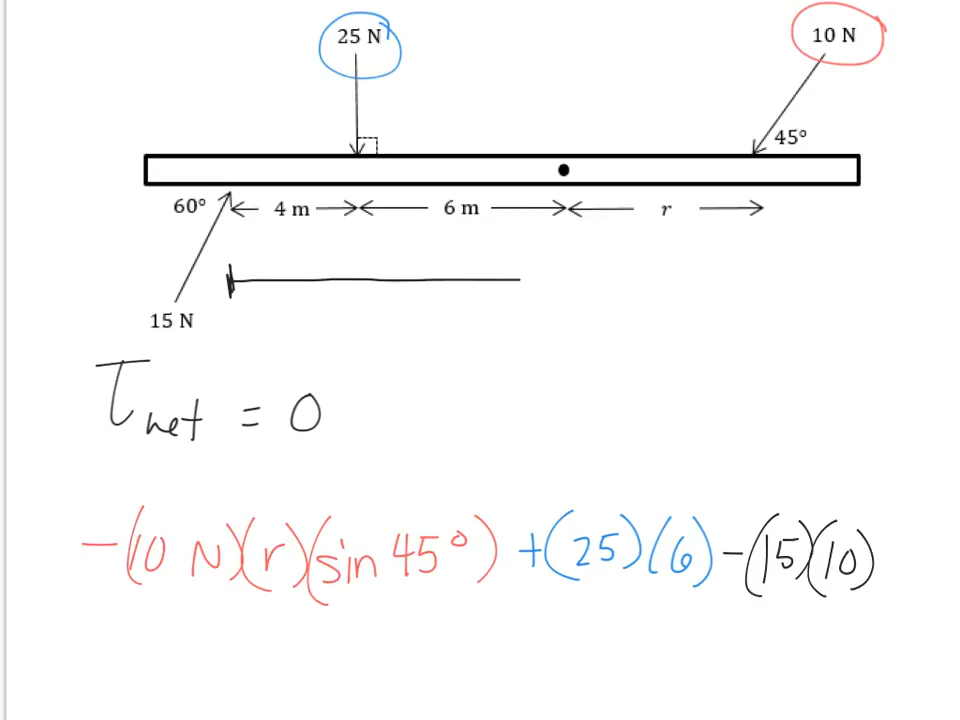 25 N 10 N
45°
60° 4 m 6 m r
15 N
τnet = 0
-(10 N)(r)(sin 45°) +(25)(6) -(15)(10)